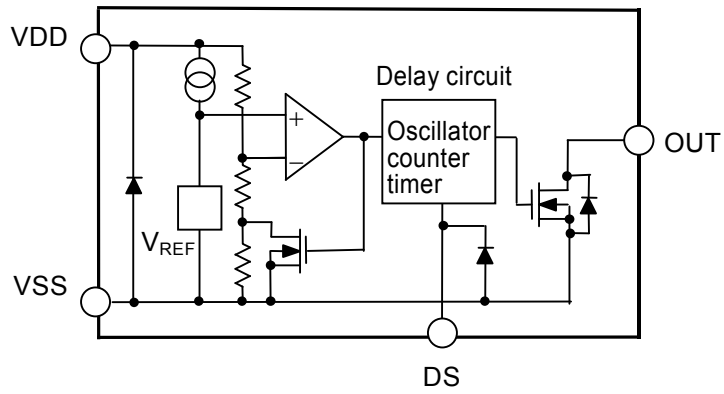 VDD
Delay circuit
+
−
Oscillator
counter
timer
OUT
VREF
VSS
DS